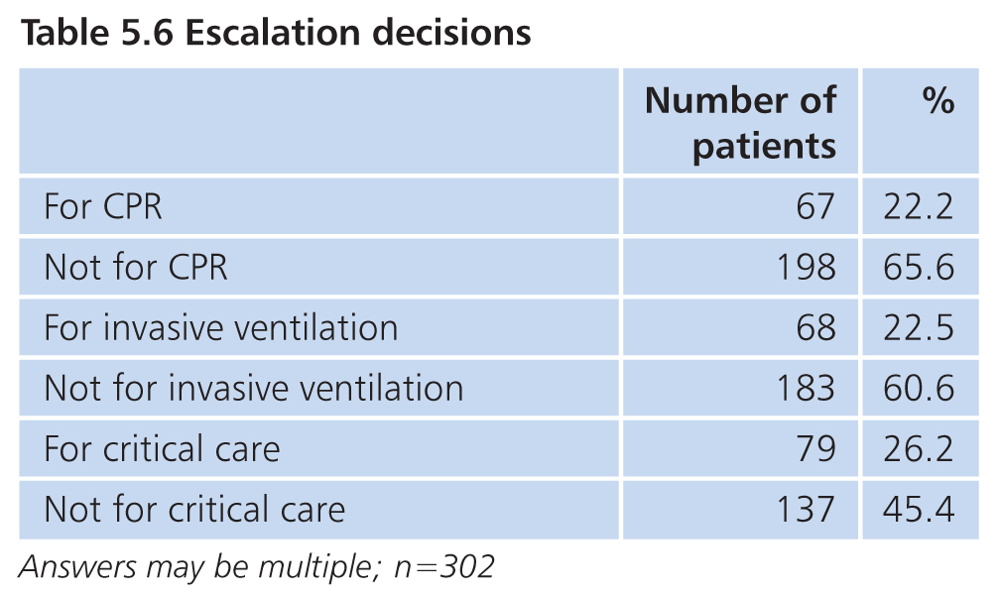 Table 5.6 Escalation decisions
Number of patients %
For CPR 67 22.2
Not for CPR 198 65.6
For invasive ventilation 68 22.5
Not for invasive ventilation 183 60.6
For critical care 79 26.2
Not for critical care 137 45.4
Answers may be multiple; n=302